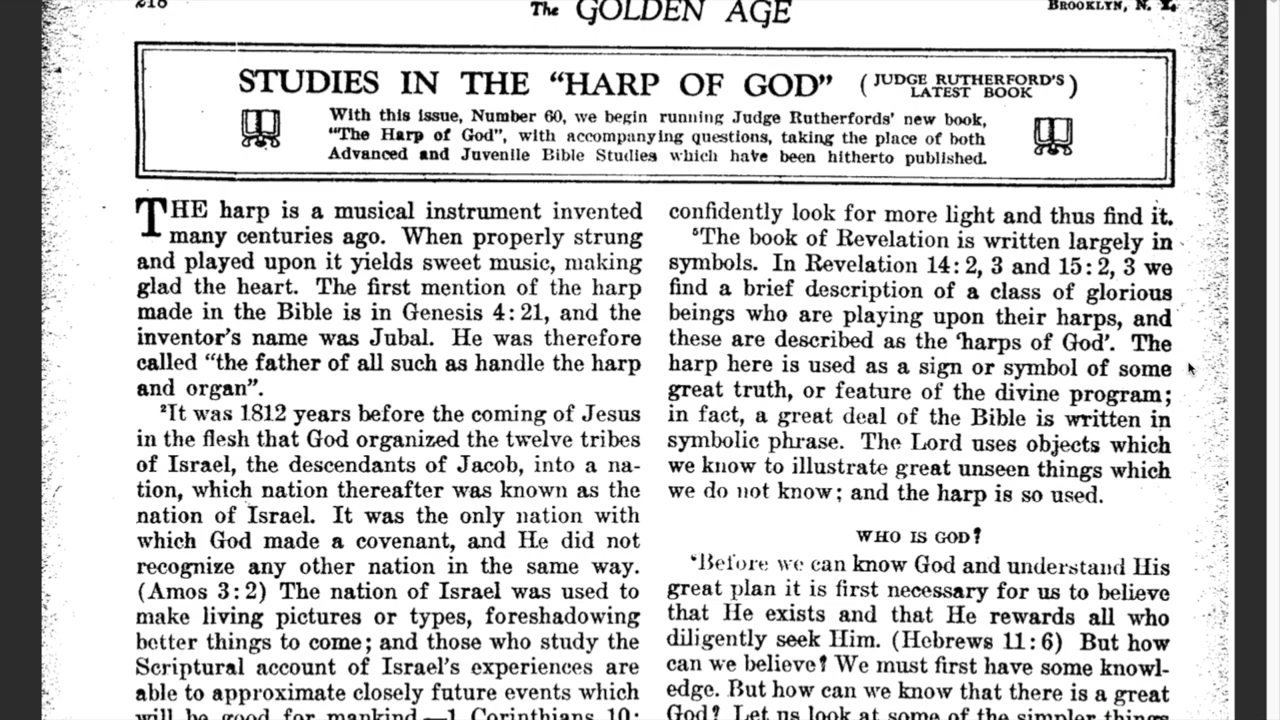 218
The GOLDEN AGE
BROOKLYN, N. Y.
STUDIES IN THE “HARP OF GOD” ( JUDGE RUTHERFORD'S
LATEST BOOK )
With this issue, Number 60, we begin running Judge Rutherfords' new book,
“The Harp of God”, with accompanying questions, taking the place of both
Advanced and Juvenile Bible Studies which have been hitherto published.
THE harp is a musical instrument invented
many centuries ago. When properly strung
and played upon it yields sweet music, making
glad the heart. The first mention of the harp
made in the Bible is in Genesis 4: 21, and the
inventor's name was Jubal. He was therefore
called “the father of all such as handle the harp
and organ”.
²It was 1812 years before the coming of Jesus
in the flesh that God organized the twelve tribes
of Israel, the descendants of Jacob, into a na-
tion, which nation thereafter was known as the
nation of Israel. It was the only nation with
which God made a covenant, and He did not
recognize any other nation in the same way.
(Amos 3: 2) The nation of Israel was used to
make living pictures or types, foreshadowing
better things to come; and those who study the
Scriptural account of Israel's experiences are
able to approximate closely future events which
will be good for mankind.—1 Corinthians 10:
confidently look for more light and thus find it.
⁵The book of Revelation is written largely in
symbols. In Revelation 14: 2, 3 and 15: 2, 3 we
find a brief description of a class of glorious
beings who are playing upon their harps, and
these are described as the 'harps of God'. The
harp here is used as a sign or symbol of some
great truth, or feature of the divine program;
in fact, a great deal of the Bible is written in
symbolic phrase. The Lord uses objects which
we know to illustrate great unseen things which
we do not know; and the harp is so used.
WHO IS GOD?
Before we can know God and understand His
great plan it is first necessary for us to believe
that He exists and that He rewards all who
diligently seek Him. (Hebrews 11: 6) But how
can we believe? We must first have some knowl-
edge. But how can we know that there is a great
God? Let us look at some of the simpler things